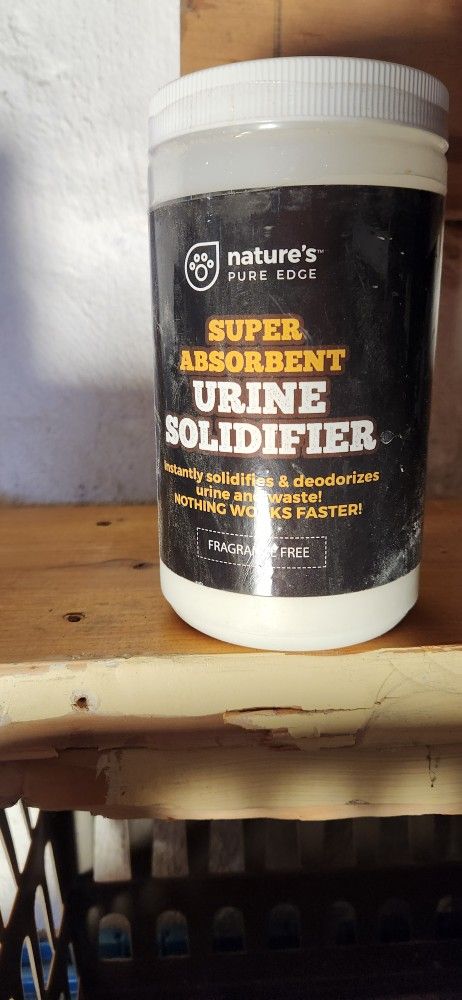 nature's™
PURE EDGE
SUPER
ABSORBENT
URINE
SOLIDIFIER
Instantly solidifies & deodorizes
urine and waste!
NOTHING WORKS FASTER!
FRAGRANCE FREE